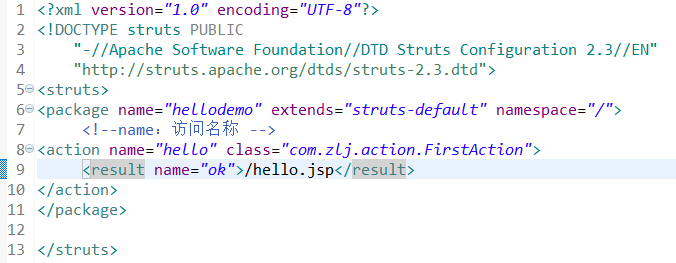 1 <?xml version="1.0" encoding="UTF-8"?>
2 <!DOCTYPE struts PUBLIC
3     "-//Apache Software Foundation//DTD Struts Configuration 2.3//EN"
4     "http://struts.apache.org/dtds/struts-2.3.dtd">
5 <struts>
6 <package name="hellodemo" extends="struts-default" namespace="/">
7     <!--name：访问名称 -->
8 <action name="hello" class="com.zlj.action.FirstAction">
9     <result name="ok">/hello.jsp</result>
10 </action>
11 </package>
12
13 </struts>